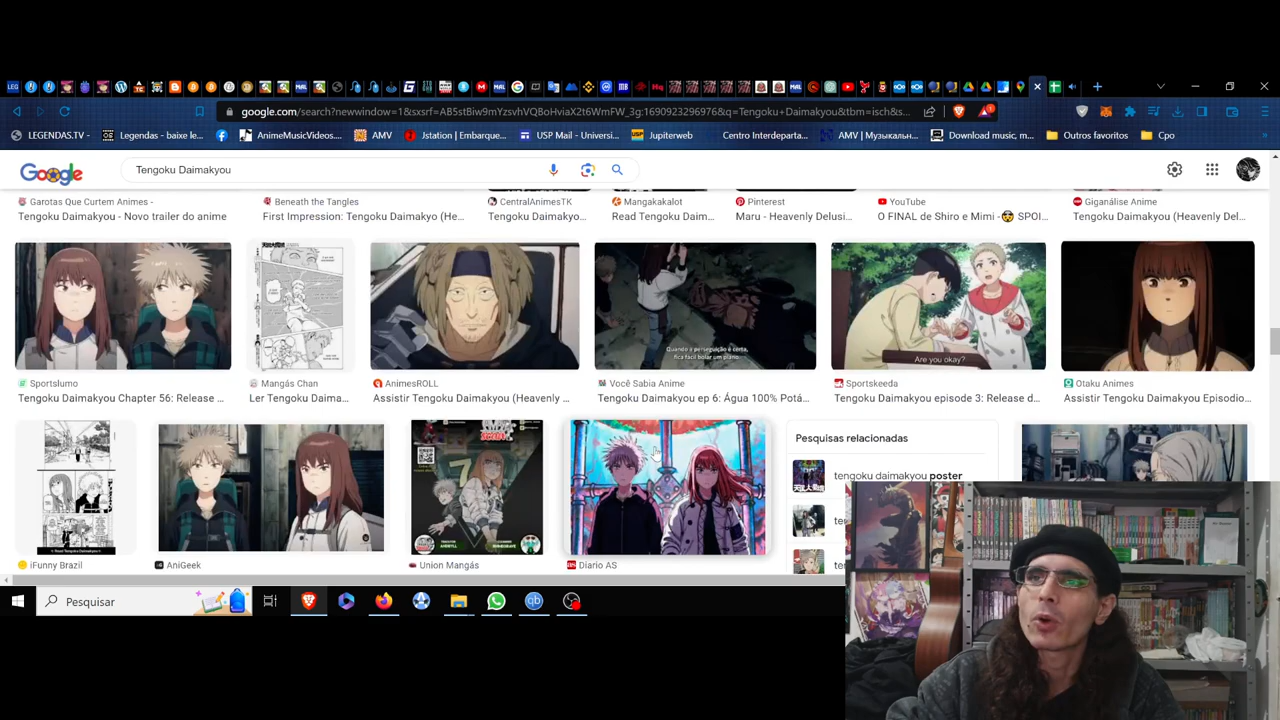 google.com/search?newwindow=1&sxsrf=AB5stBiw9mYzsvhVQBoHviaX2t6WmFW_3g:1690923296976&q=Tengoku+Daimakyou&tbm=isch&s...
LEGENDAS.TV - Legendas - baixe le... AnimeMusicVideos.... AMV Jstation | Embarque... USP Mail - Universi... Jupiterweb Centro Interdeparta... AMV | Музыкальн... Download music, m... Outros favoritos Cpo
Google Tengoku Daimakyou
Garotas Que Curtem Animes - Beneath the Tangles CentralAnimesTK Mangakakalot Pinterest YouTube Giganálise Anime
Tengoku Daimakyou - Novo trailer do anime First Impression: Tengoku Daimakyo (He... Tengoku Daimakyo... Read Tengoku Daim... Maru - Heavenly Delusi... O FINAL de Shiro e Mimi - SPOI... Tengoku Daimakyou (Heavenly Del...
Quando a perseguição é certa,
fica fácil bolar um plano.
Are you okay?
Sportslumo Mangás Chan AnimesROLL Você Sabia Anime Sportskeeda Otaku Animes
Tengoku Daimakyou Chapter 56: Release ... Ler Tengoku Daima... Assistir Tengoku Daimakyou (Heavenly ... Tengoku Daimakyou ep 6: Água 100% Potá... Tengoku Daimakyou episode 3: Release d... Assistir Tengoku Daimakyou Episodio...
7
Pesquisas relacionadas
tengoku daimakyou poster
Read Tengoku Daimakyou
iFunny Brazil AniGeek Union Mangás Diario AS
Pesquisar